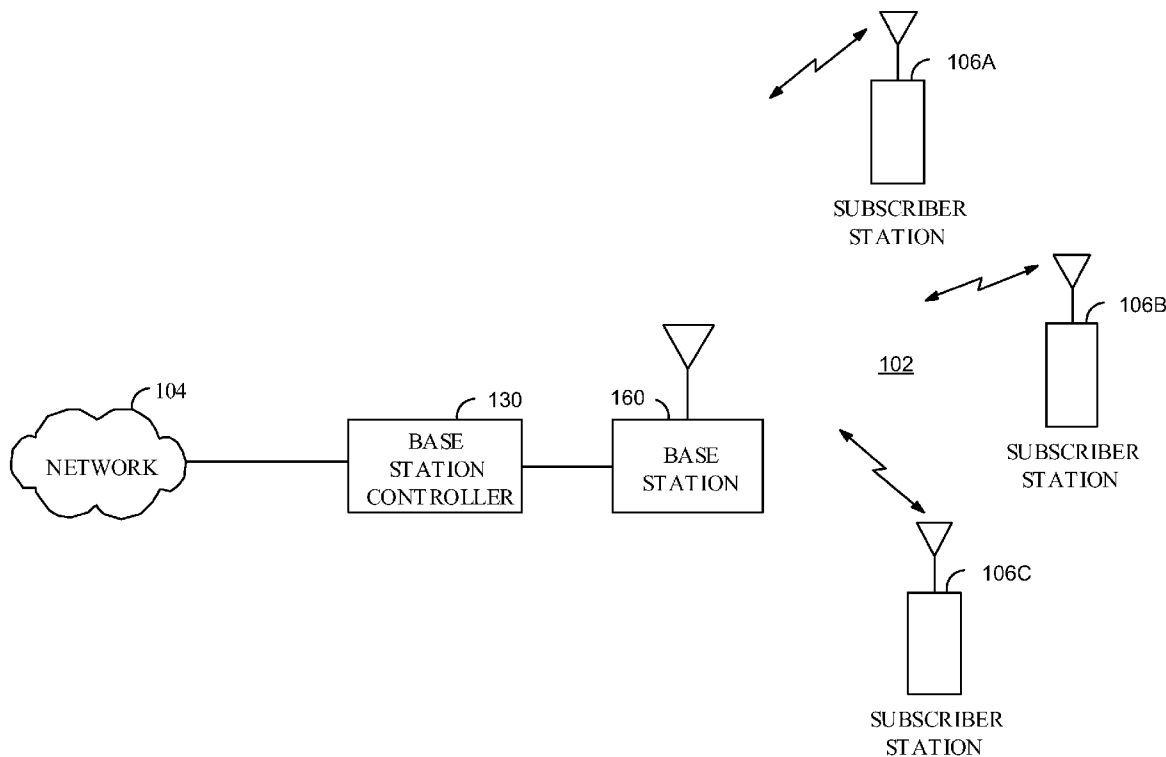 106A
SUBSCRIBER
STATION
106B
SUBSCRIBER
STATION
102
104
NETWORK
130
BASE
STATION
CONTROLLER
160
BASE
STATION
106C
SUBSCRIBER
STATION